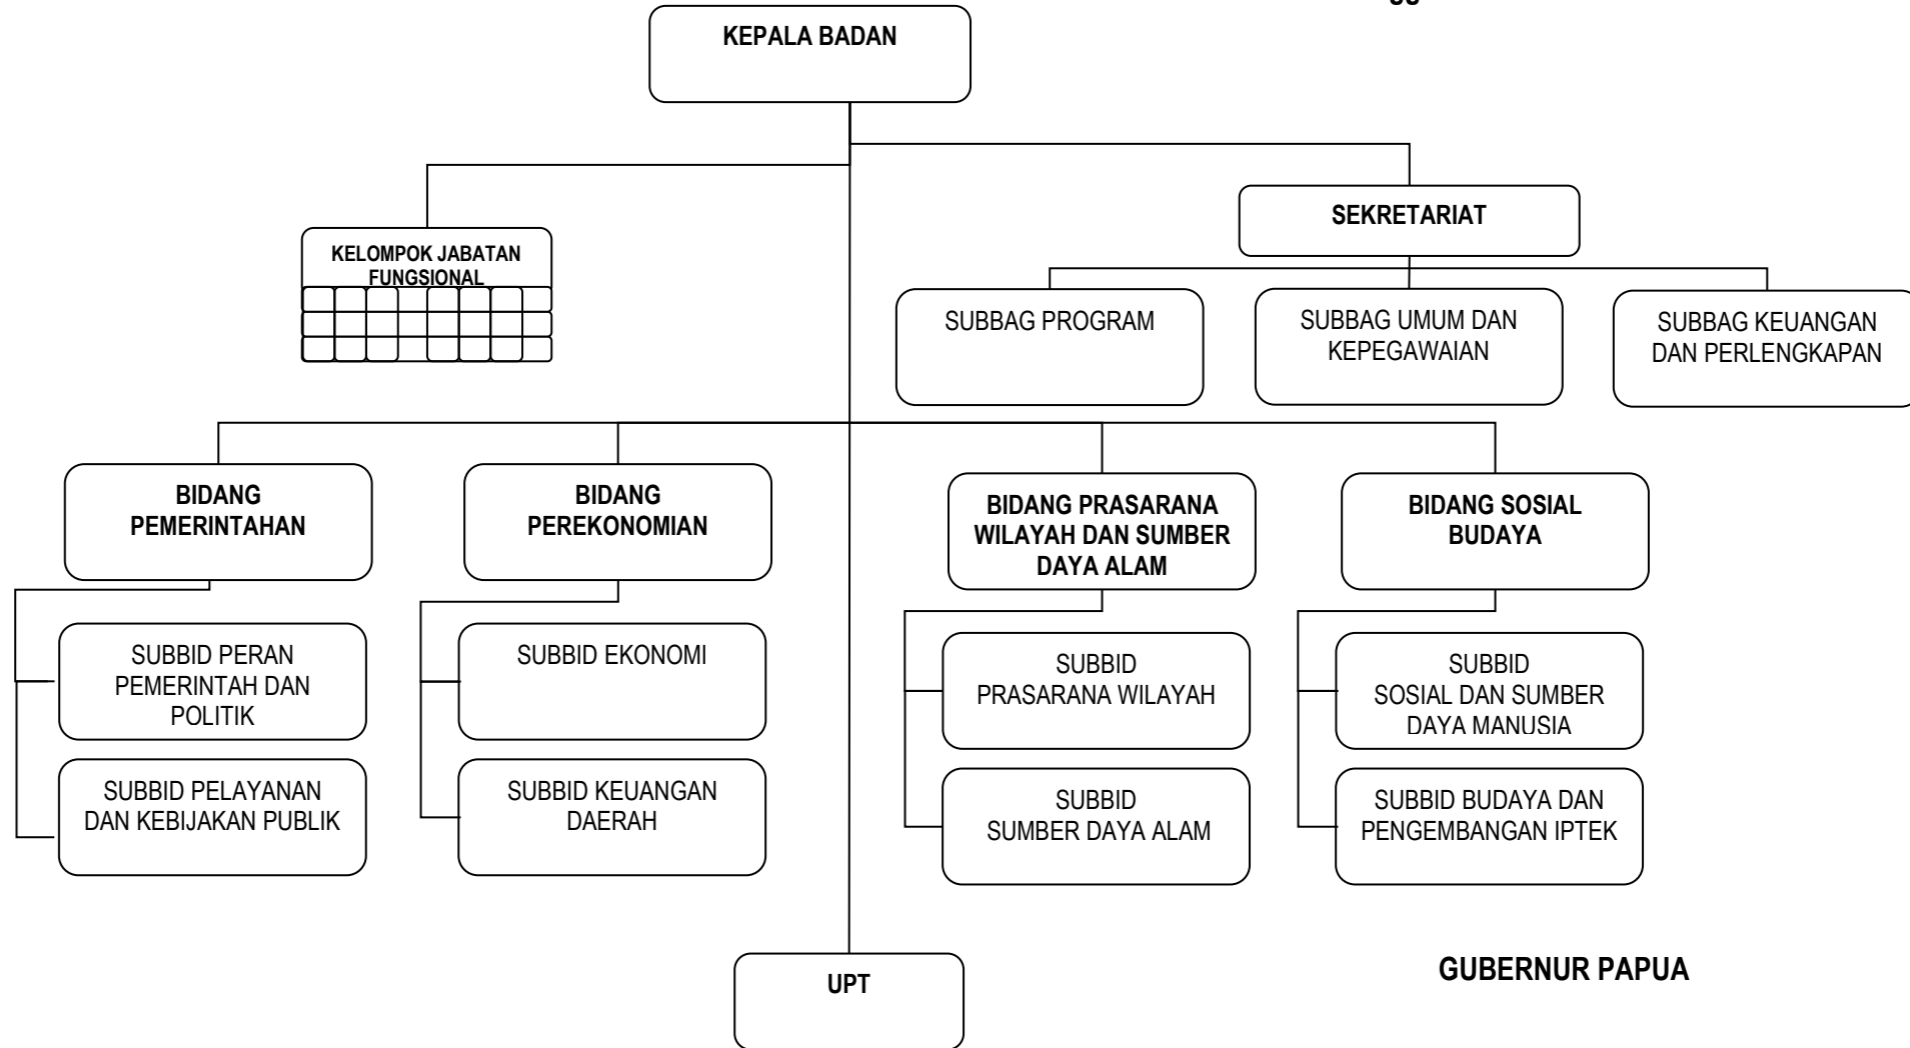 KEPALA BADAN
SEKRETARIAT
KELOMPOK JABATAN
FUNGSIONAL
SUBBAG PROGRAM
SUBBAG UMUM DAN
KEPEGAWAIAN
SUBBAG KEUANGAN
DAN PERLENGKAPAN
BIDANG
PEMERINTAHAN
BIDANG
PEREKONOMIAN
BIDANG PRASARANA
WILAYAH DAN SUMBER
DAYA ALAM
BIDANG SOSIAL
BUDAYA
SUBBID PERAN
PEMERINTAH DAN
POLITIK
SUBBID EKONOMI
SUBBID
PRASARANA WILAYAH
SUBBID
SOSIAL DAN SUMBER
DAYA MANUSIA
SUBBID PELAYANAN
DAN KEBIJAKAN PUBLIK
SUBBID KEUANGAN
DAERAH
SUBBID
SUMBER DAYA ALAM
SUBBID BUDAYA DAN
PENGEMBANGAN IPTEK
UPT
GUBERNUR PAPUA